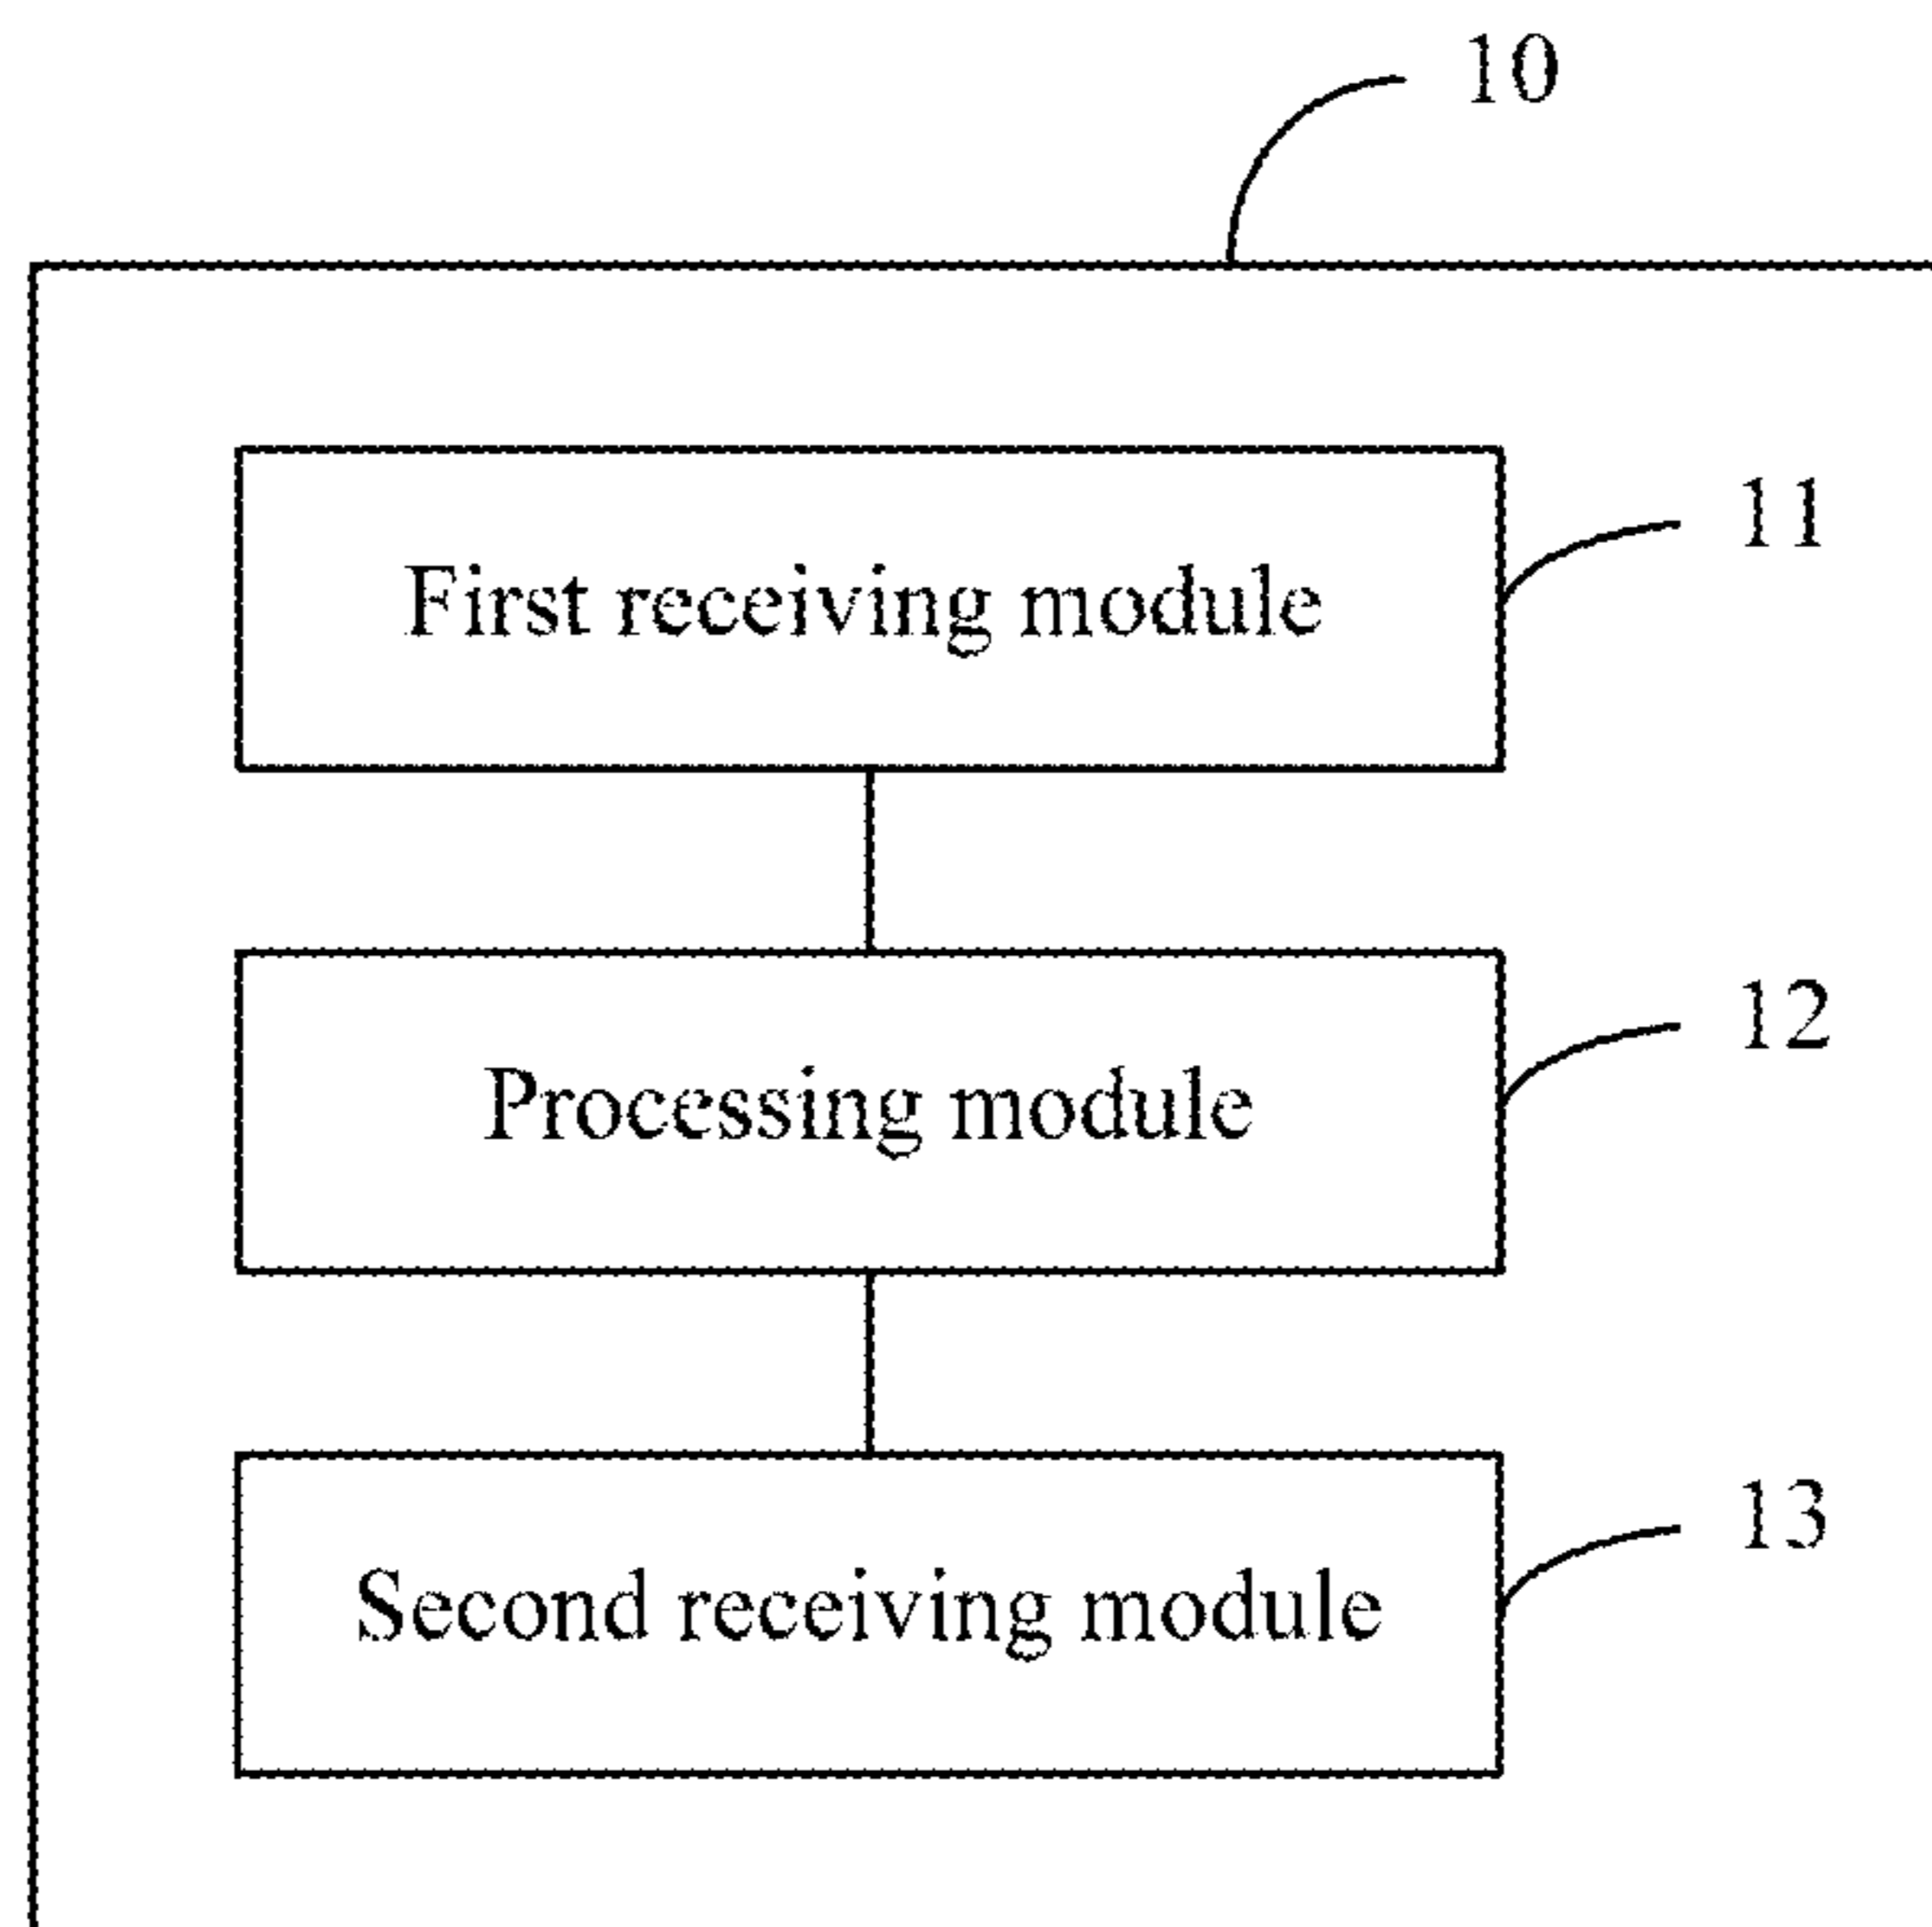 10
First receiving module
11
Processing module
12
Second receiving module
13